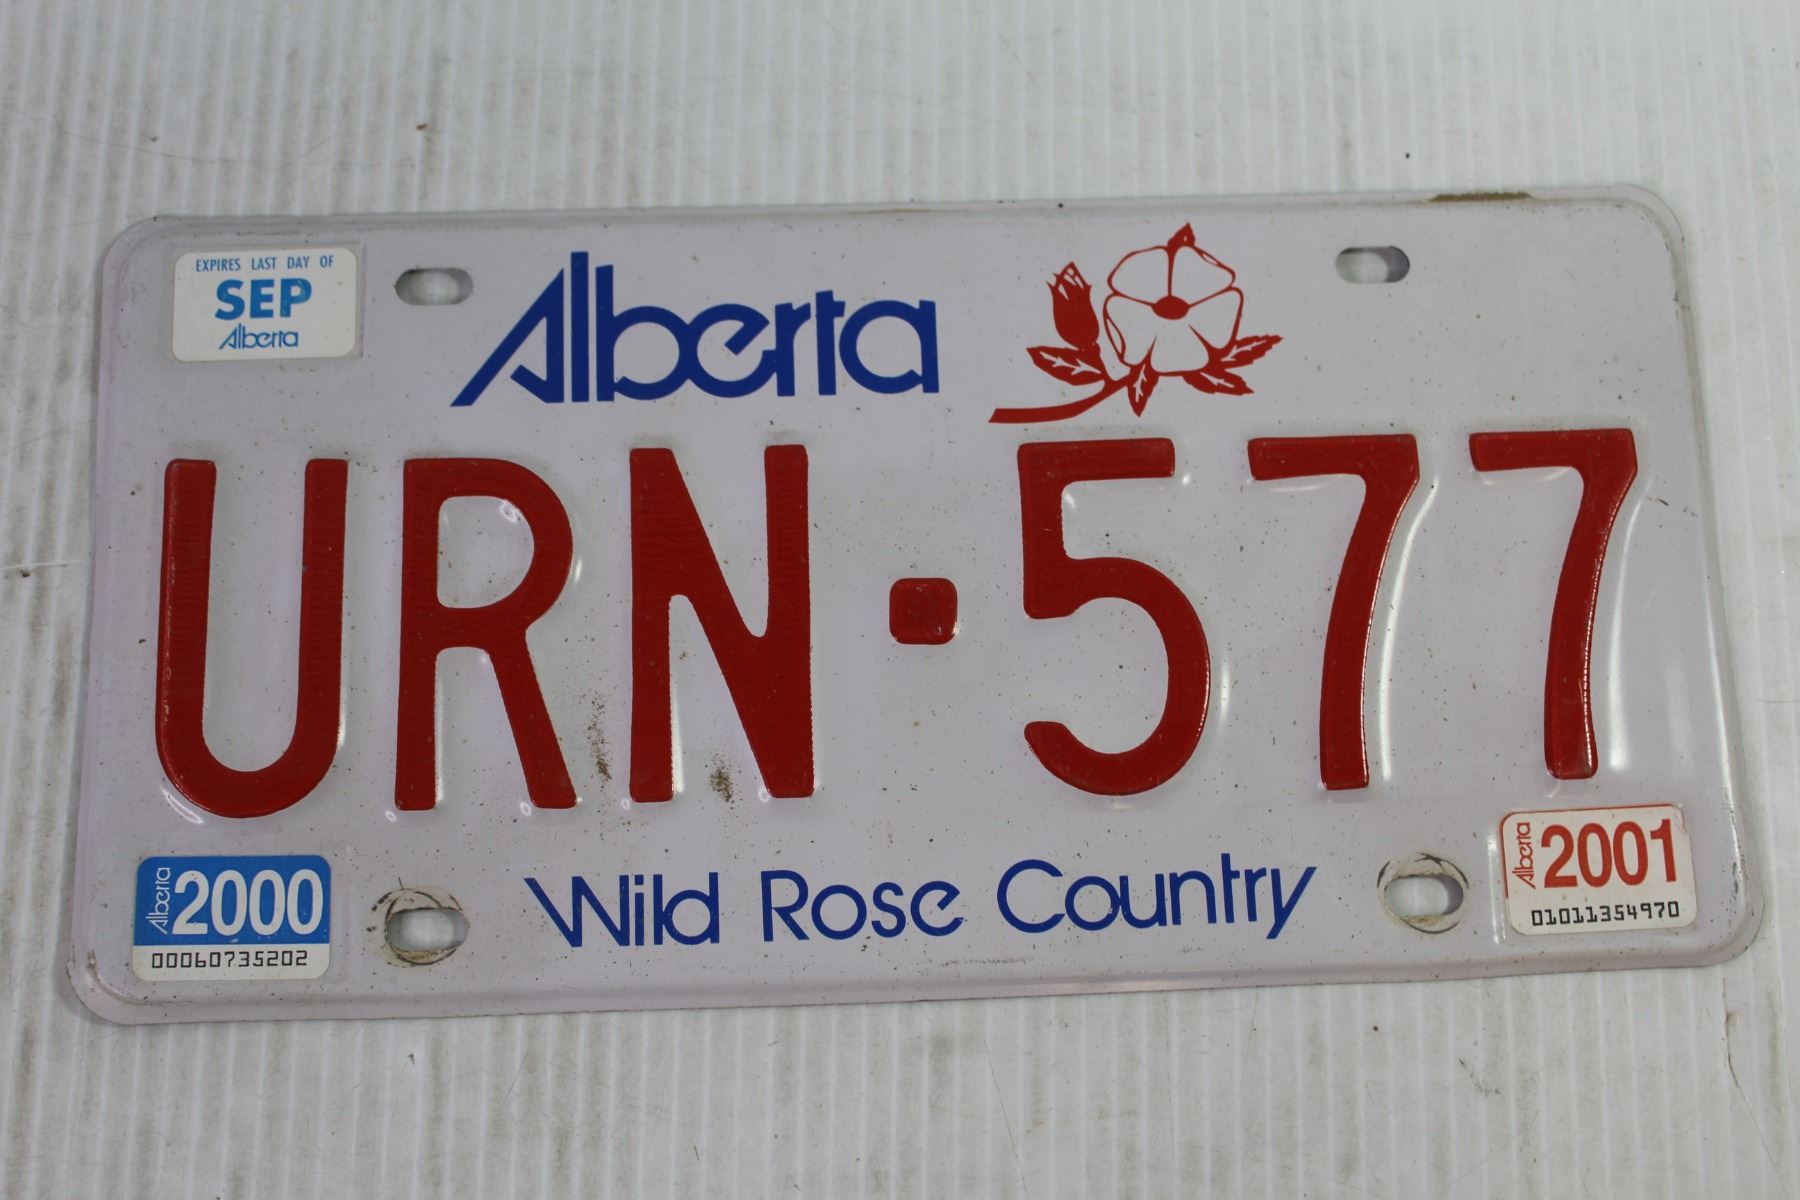 EXPIRES LAST DAY OF
SEP
Alberta
Alberta
URN·577
Alberta 2000
00060735202
Wild Rose Country
Alberta 2001
01011354970